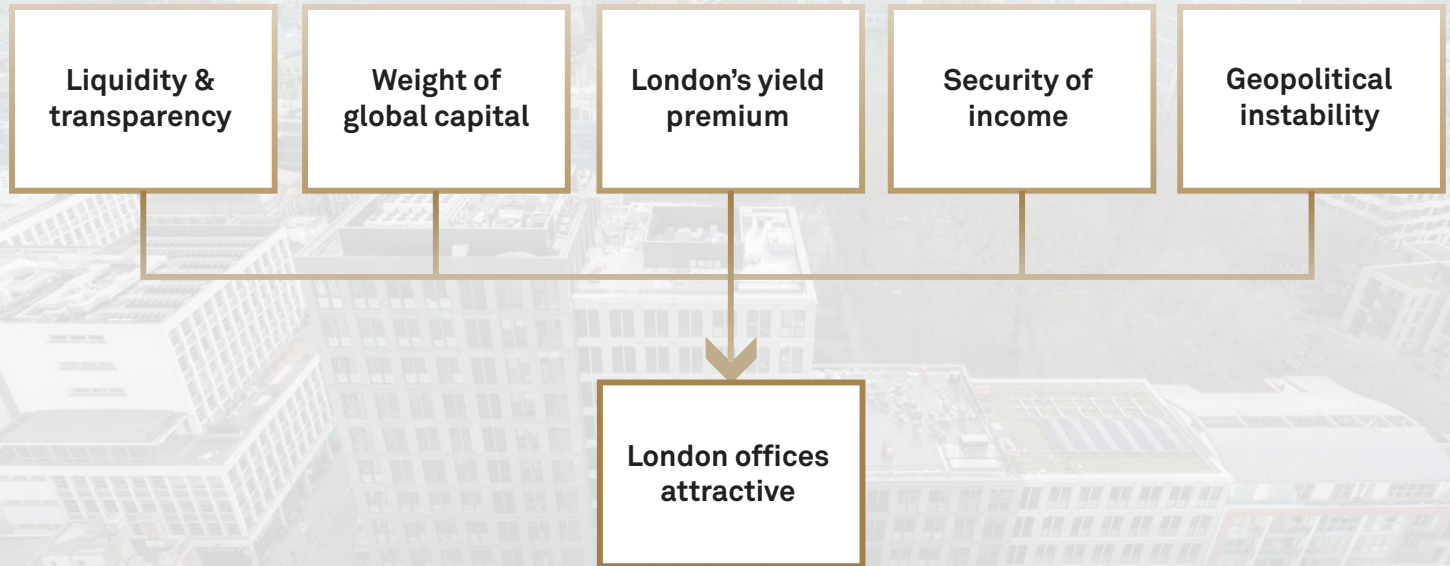 Liquidity &
transparency
Weight of
global capital
London’s yield
premium
Security of
income
Geopolitical
instability
London offices
attractive